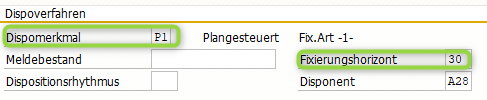 Dispoverfahren
Dispomerkmal P1 Plangesteuert Fix.Art -1-
Meldebestand Fixierungshorizont 30
Dispositionsrhythmus Disponent A28